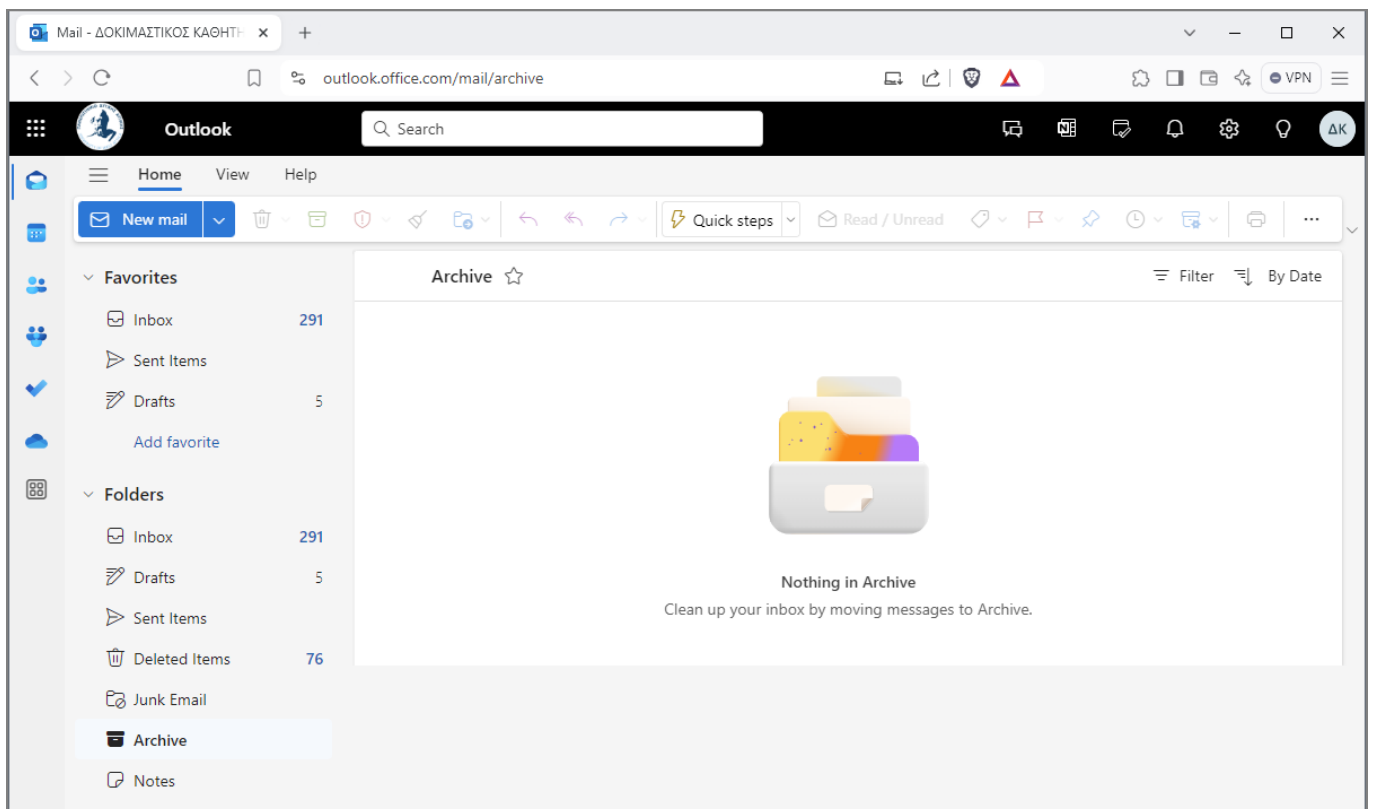 Mail - ΔΟΚΙΜΑΣΤΙΚΟΣ ΚΑΘΗΤΗ
outlook.office.com/mail/archive
VPN
Outlook
Search
ΔΚ
Home View Help
New mail
Quick steps
Read / Unread
Favorites
Inbox 291
Sent Items
Drafts 5
Add favorite
Folders
Inbox 291
Drafts 5
Sent Items
Deleted Items 76
Junk Email
Archive
Notes
Archive
Filter
By Date
Nothing in Archive
Clean up your inbox by moving messages to Archive.